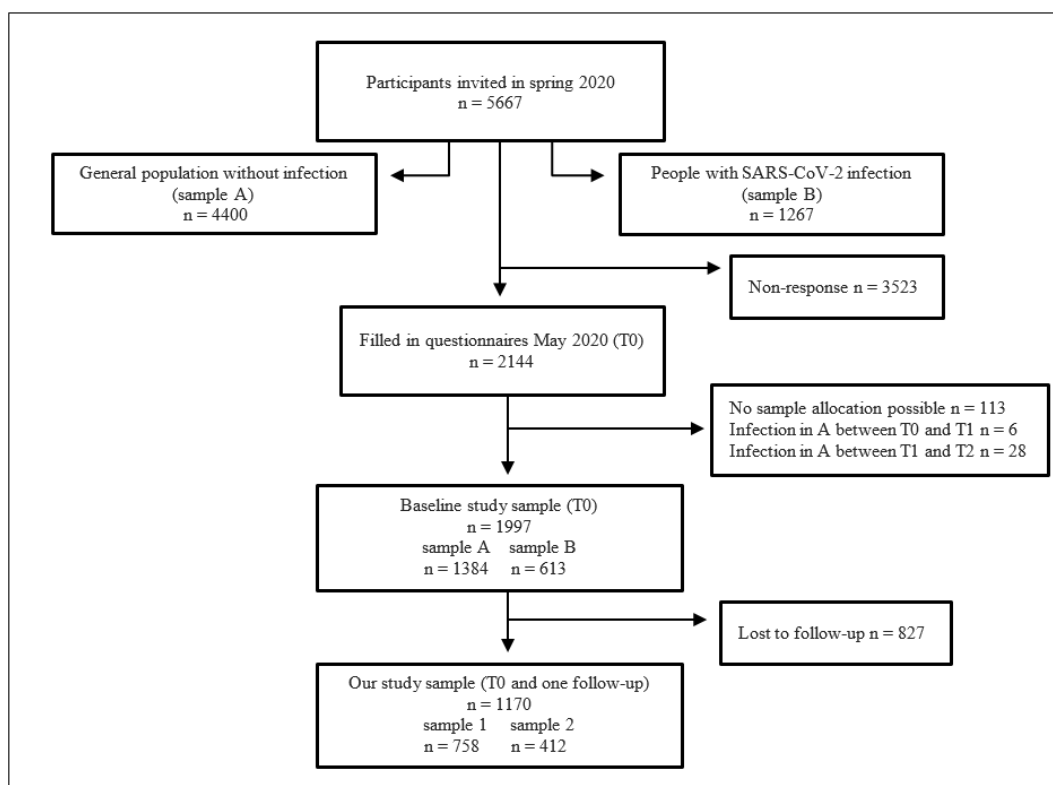 Participants invited in spring 2020
n = 5667
General population without infection
(sample A)
n = 4400
People with SARS-CoV-2 infection
(sample B)
n = 1267
Non-response n = 3523
Filled in questionnaires May 2020 (T0)
n = 2144
No sample allocation possible n = 113
Infection in A between T0 and T1 n = 6
Infection in A between T1 and T2 n = 28
Baseline study sample (T0)
n = 1997
sample A sample B
n = 1384 n = 613
Lost to follow-up n = 827
Our study sample (T0 and one follow-up)
n = 1170
sample 1 sample 2
n = 758 n = 412